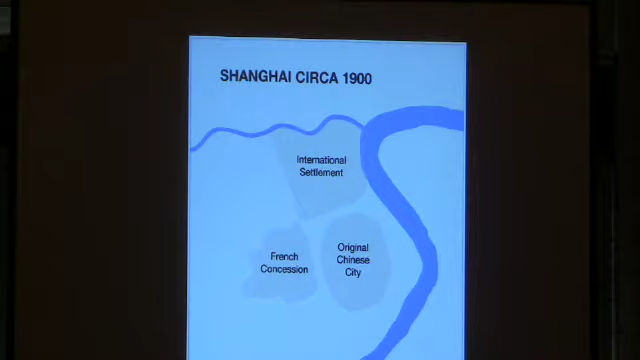 SHANGHAI CIRCA 1900
International
Settlement
French
Concession
Original
Chinese
City